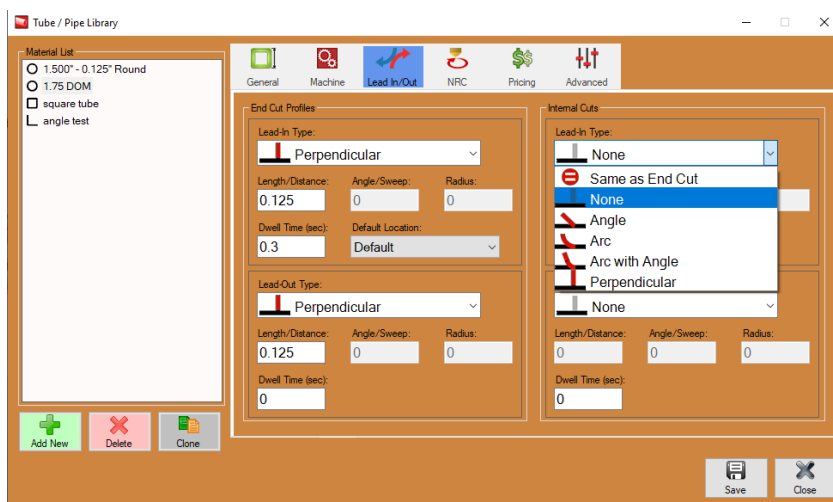 Tube / Pipe Library
Material List
1.500" - 0.125" Round
1.75 DOM
square tube
angle test
Add New
Delete
Clone
General
Machine
Lead In/Out
NRC
Pricing
Advanced
End Cut Profiles
Lead-In Type:
Perpendicular
Length/Distance: Angle/Sweep: Radius:
0.125 0 0
Dwell Time (sec): Default Location:
0.3 Default
Lead-Out Type:
Perpendicular
Length/Distance: Angle/Sweep: Radius:
0.125 0 0
Dwell Time (sec):
0
Internal Cuts
Lead-In Type:
None
Same as End Cut
None
Angle
Arc
Arc with Angle
Perpendicular
None
Length/Distance: Angle/Sweep: Radius:
0 0 0
Dwell Time (sec):
0
Save
Close